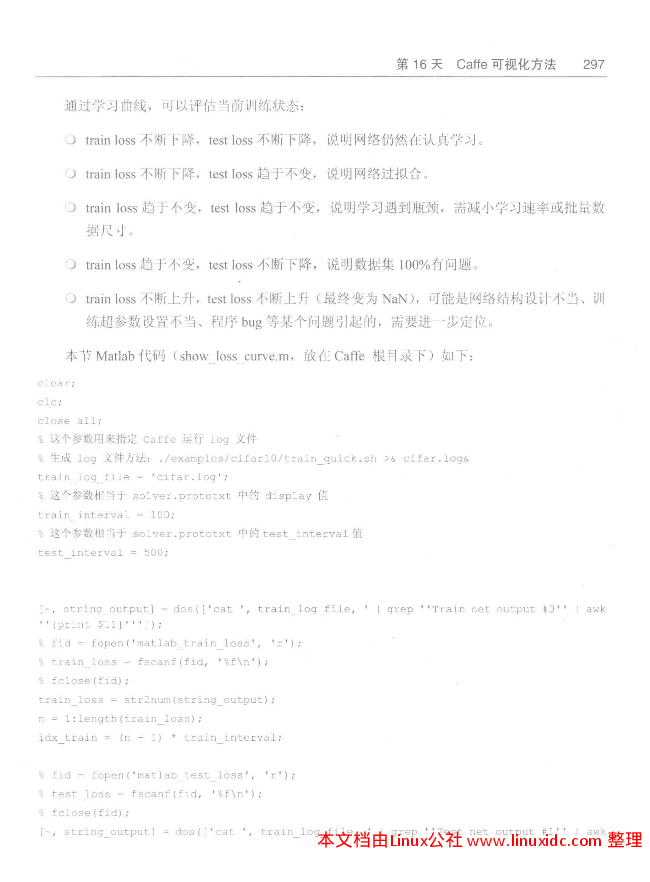 第 16 天 Caffe 可视化方法 297
通过学习曲线，可以评估当前训练状态：
❍ train loss 不断下降，test loss 不断下降，说明网络仍然在认真学习。
❍ train loss 不断下降，test loss 趋于不变，说明网络过拟合。
❍ train loss 趋于不变，test loss 趋于不变，说明学习遇到瓶颈，需减小学习速率或批量数
据尺寸。
❍ train loss 趋于不变，test loss 不断下降，说明数据集 100%有问题。
❍ train loss 不断上升，test loss 不断上升（最终变为 NaN），可能是网络结构设计不当、训
练超参数设置不当、程序 bug 等某个问题引起的，需要进一步定位。
本节 Matlab 代码（show_loss_curve.m，放在 Caffe 根目录下）如下：
clear;
clc;
close all;
% 这个参数用来指定 Caffe 运行 log 文件
% 生成 log 文件方法: ./examples/cifar10/train_quick.sh >& cifar.log&
train_log_file = 'cifar.log';
% 这个参数相当于 solver.prototxt 中的 display 值
train_interval = 100;
% 这个参数相当于 solver.prototxt 中的 test_interval 值
test_interval = 500;
[~, string_output] = dos(['cat ', train_log_file, ' | grep ''Train net output #0'' | awk
''{print $11}''']);
% fid = fopen('matlab_train_loss', 'r');
% train_loss = fscanf(fid, '%f\n');
% fclose(fid);
train_loss = str2num(string_output);
n = 1:length(train_loss);
idx_train = (n - 1) * train_interval;
% fid = fopen('matlab_test_loss', 'r');
% test_loss = fscanf(fid, '%f\n');
% fclose(fid);
[~, string_output] = dos(['cat ', train_log_file, ' | grep ''Test net output #1'' | awk
本文档由Linux公社 www.linuxidc.com 整理